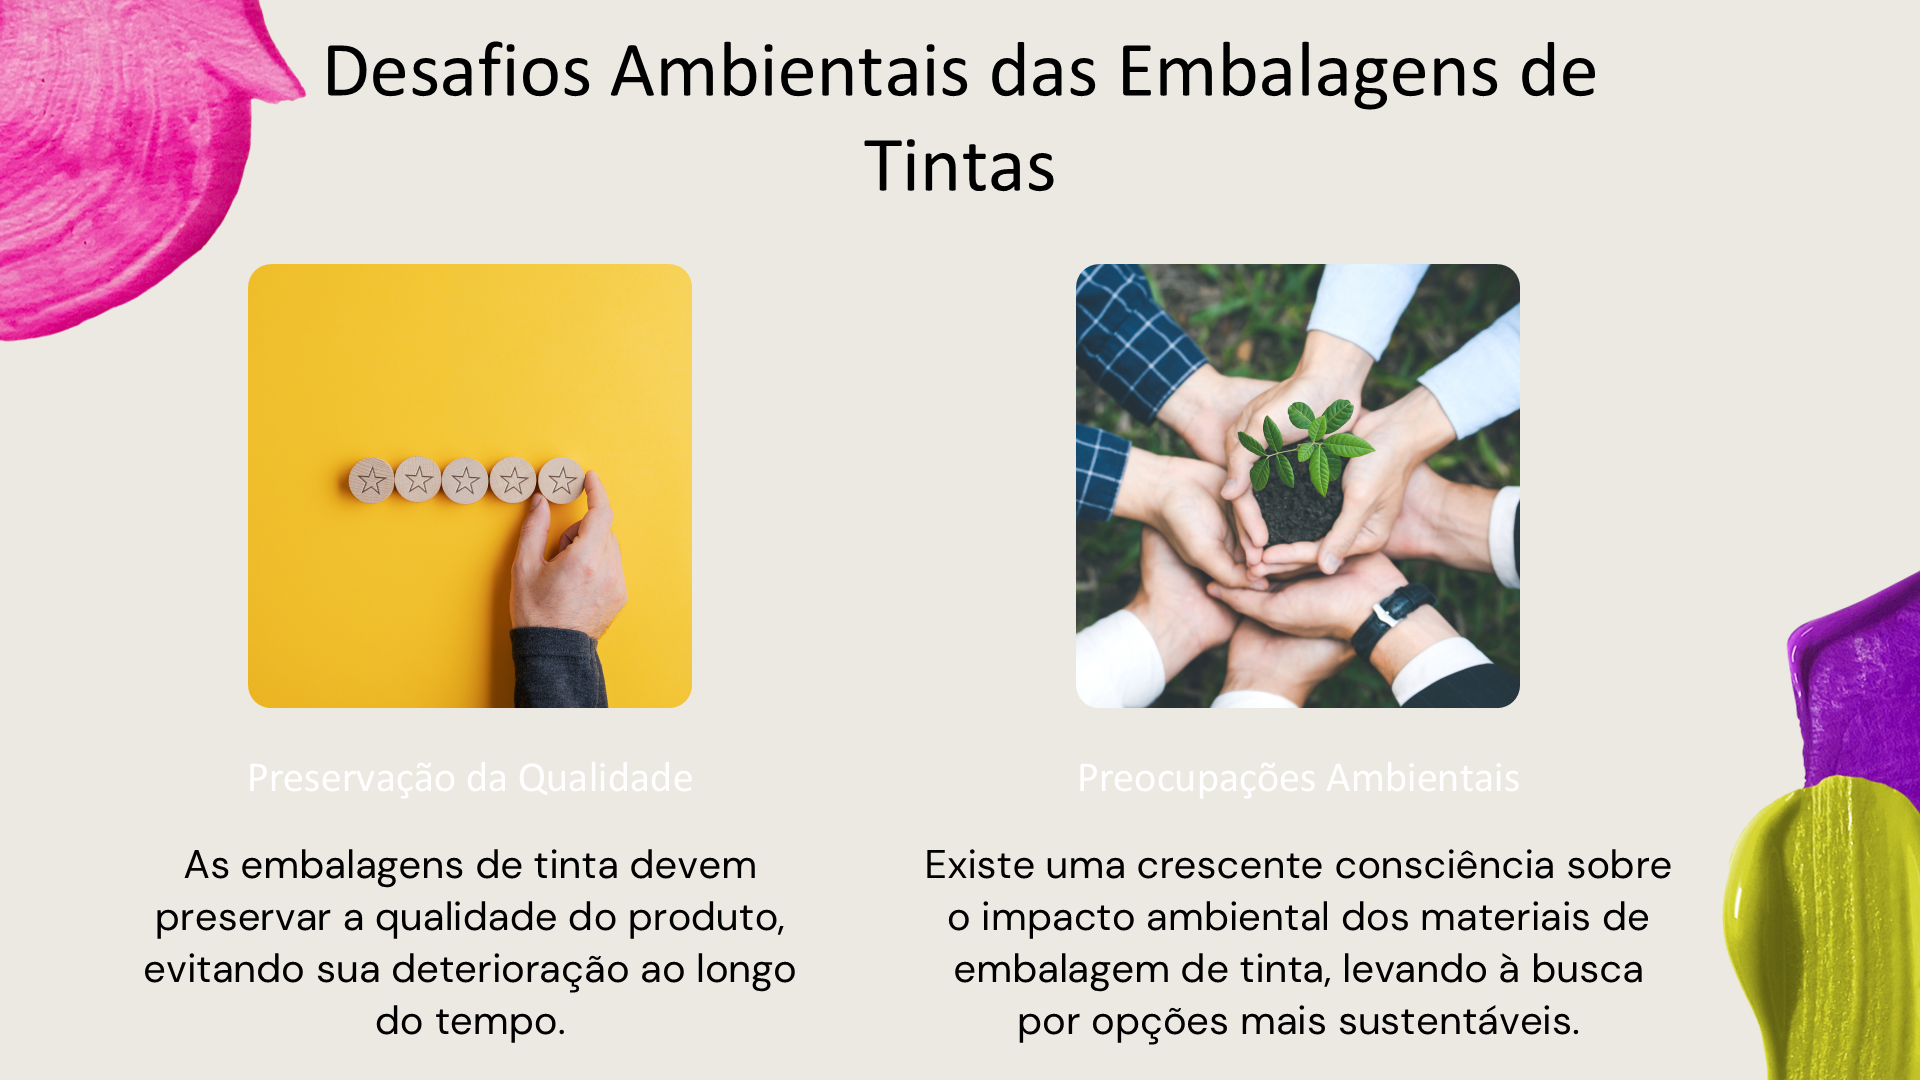 Desafios Ambientais das Embalagens de
Tintas
Preservação da Qualidade
As embalagens de tinta devem
preservar a qualidade do produto,
evitando sua deterioração ao longo
do tempo.
Preocupações Ambientais
Existe uma crescente consciência sobre
o impacto ambiental dos materiais de
embalagem de tinta, levando à busca
por opções mais sustentáveis.